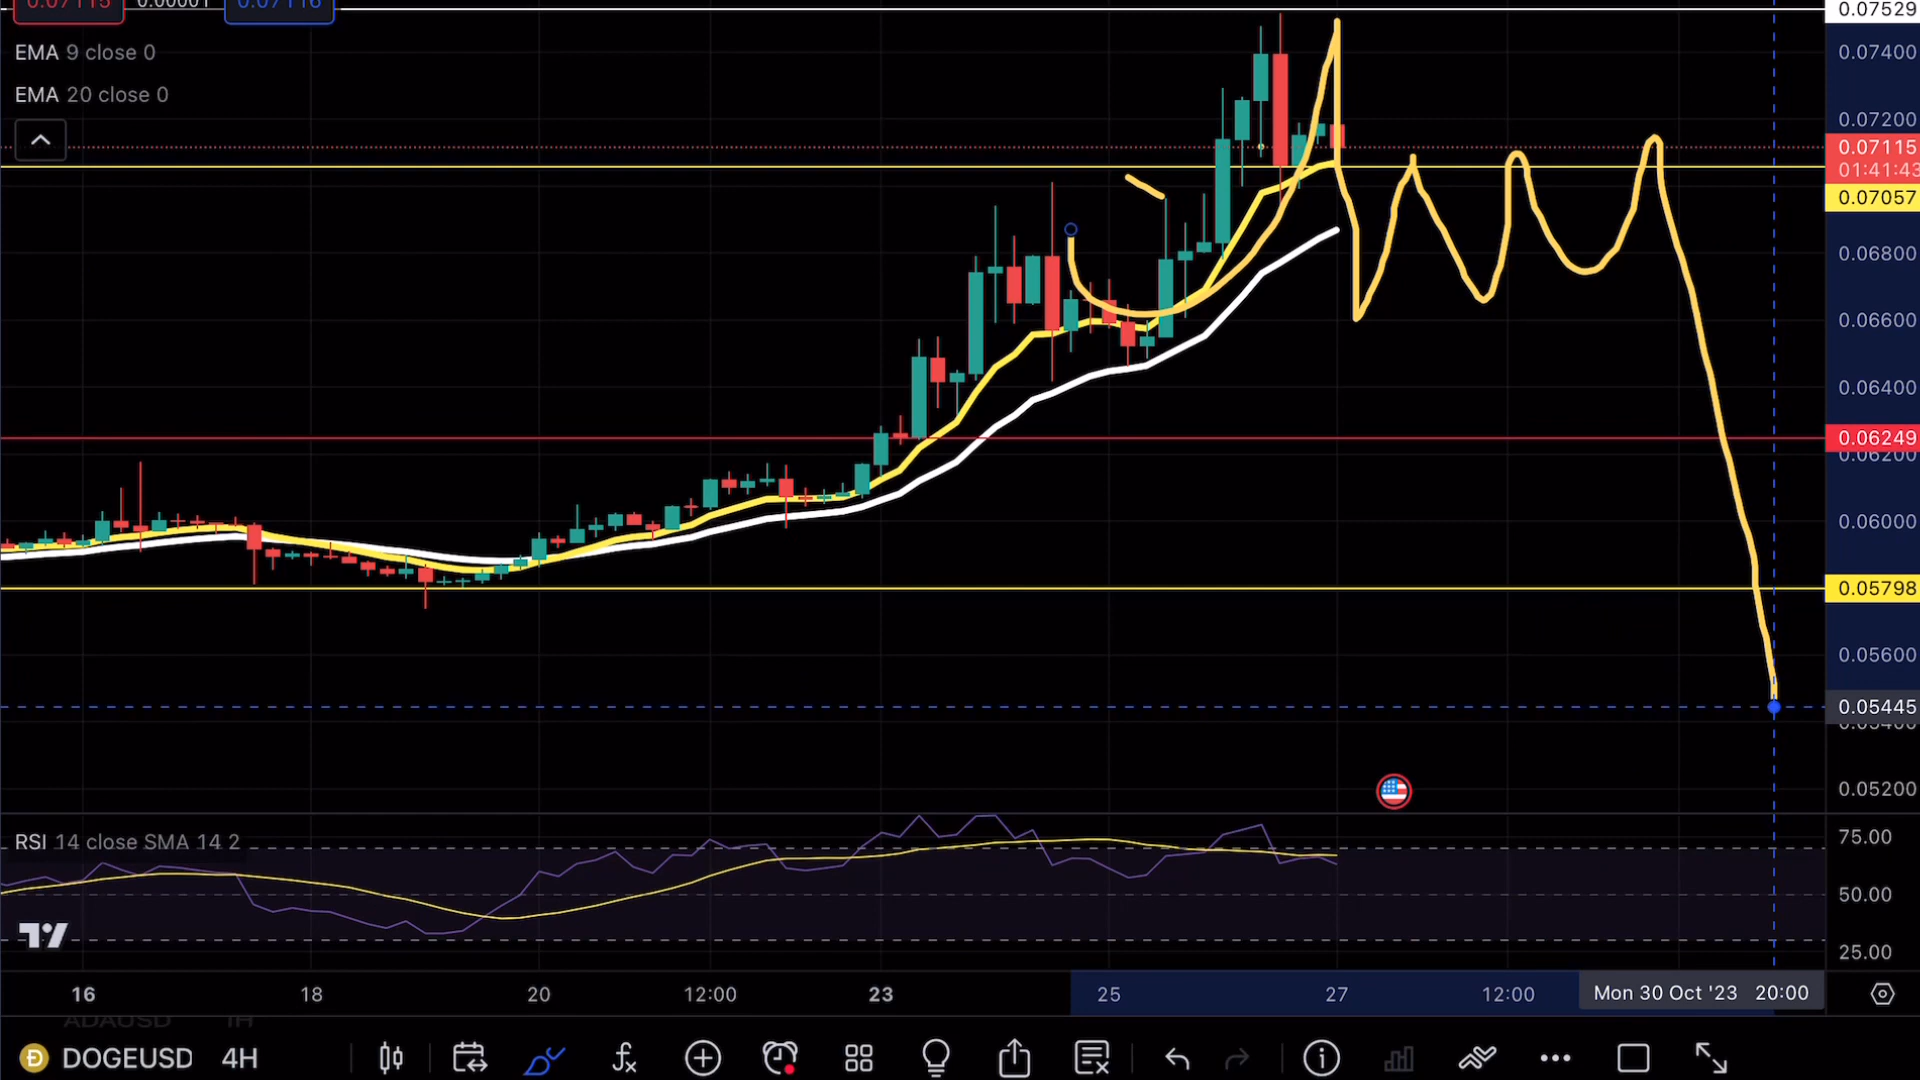 0.07115 0.00001 0.07116
EMA 9 close 0
EMA 20 close 0
0.07529
0.07400
0.07200
0.07115
01:41:43
0.07057
0.06800
0.06600
0.06400
0.06249
0.06200
0.06000
0.05798
0.05600
0.05445
0.05400
0.05200
RSI 14 close SMA 14 2
75.00
50.00
25.00
16 18 20 12:00 23 25 27 12:00 Mon 30 Oct '23 20:00
ADAUSD 1H
DOGEUSD 4H